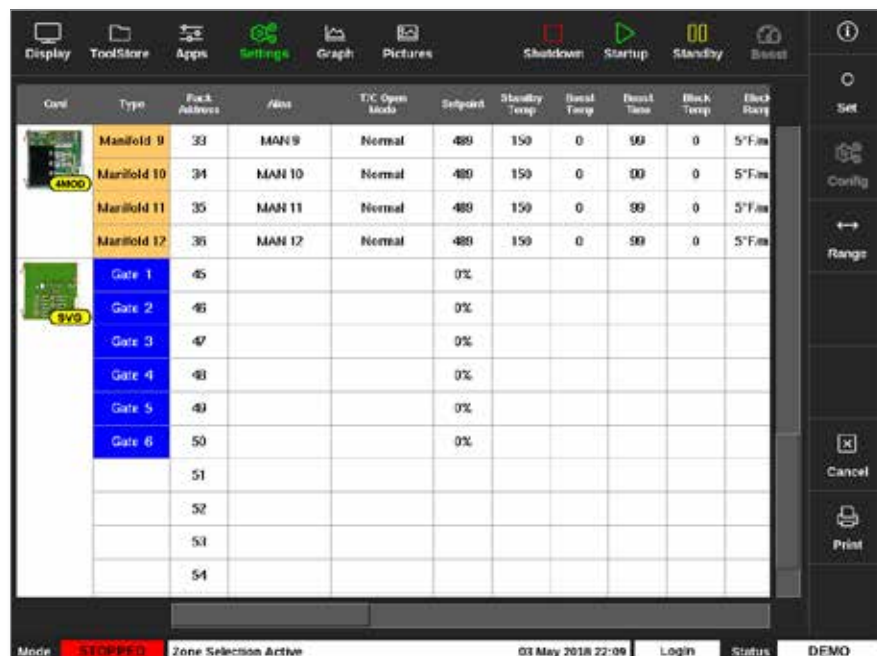 Display ToolStore Apps Settings Graph Pictures Shutdown Startup Standby Boost
Set
Config
Range
Cancel
Print
Card Type Rack Address Alias T/C Open Mode Setpoint Standby Temp Boost Temp Boost Time Block Temp Block
4MOD
Manifold 9 33 MAN 9 Normal 489 150 0 99 0 5°F/m
Manifold 10 34 MAN 10 Normal 489 150 0 99 0 5°F/m
Manifold 11 35 MAN 11 Normal 489 150 0 99 0 5°F/m
Manifold 12 36 MAN 12 Normal 489 150 0 99 0 5°F/m
SVG
Gate 1 45 0%
Gate 2 46 0%
Gate 3 47 0%
Gate 4 48 0%
Gate 5 49 0%
Gate 6 50 0%
51
52
53
54
Mode STOPPED Zone Selection Active 03 May 2018 22:09 Login Status DEMO